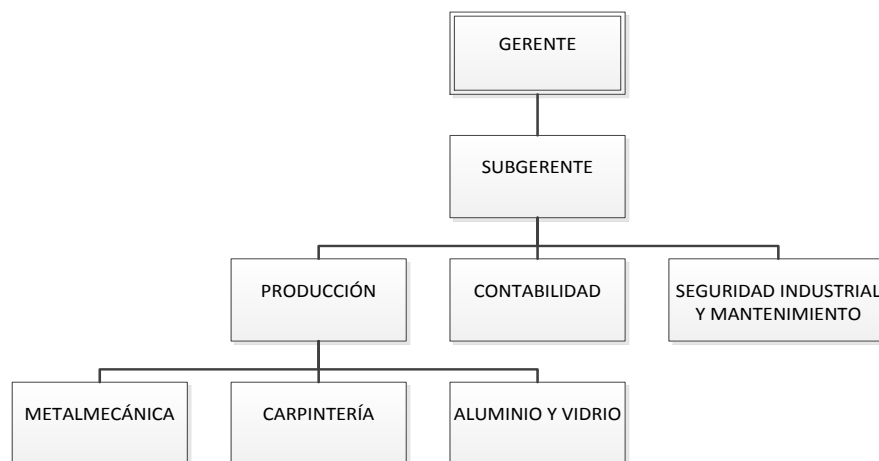 GERENTE
SUBGERENTE
PRODUCCIÓN
CONTABILIDAD
SEGURIDAD INDUSTRIAL
Y MANTENIMIENTO
METALMECÁNICA
CARPINTERÍA
ALUMINIO Y VIDRIO